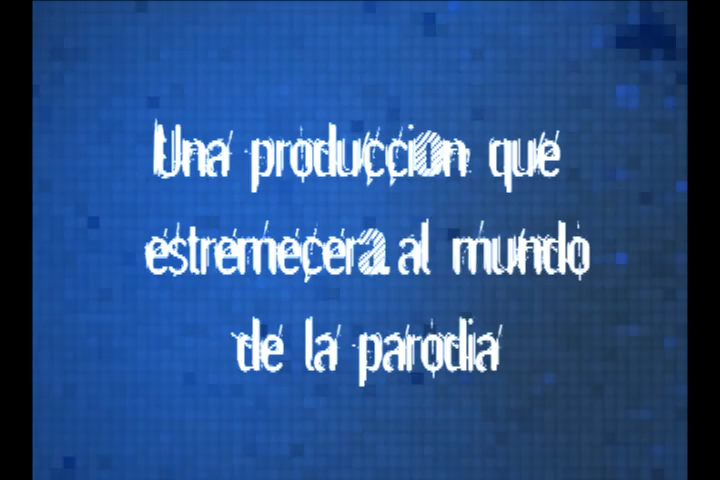 Una producción que
estremecerá al mundo
de la parodia